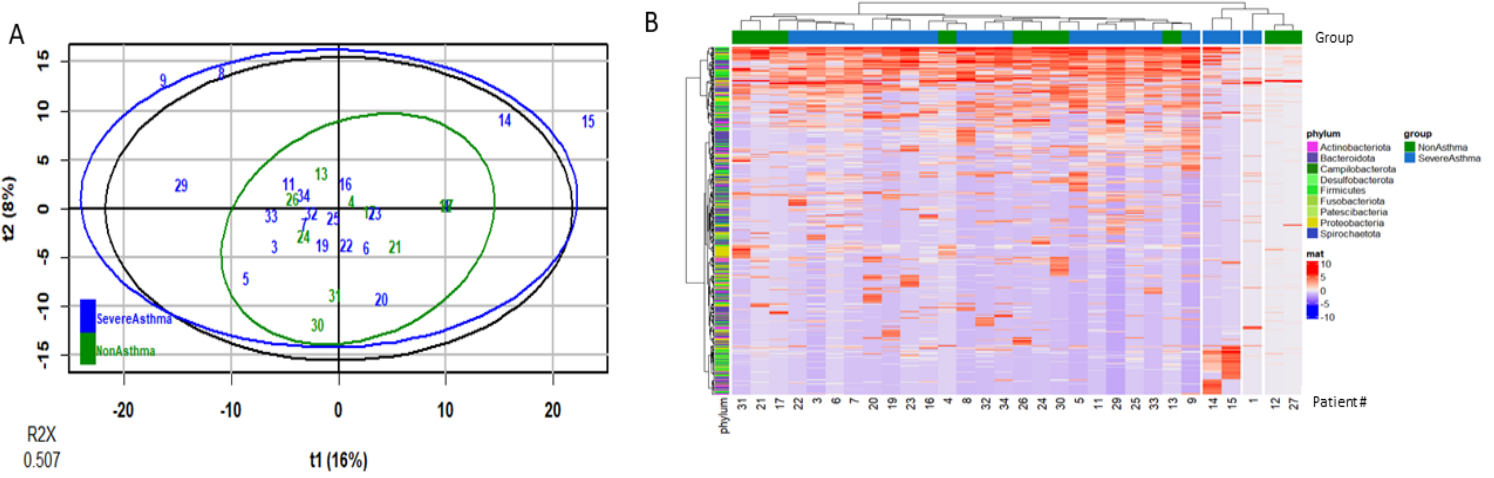 A
B
Group
t2 (8%)
15
10
5
0
-5
-10
-15
9
8
14
15
29
11
34
13
16
26
4
33
32
7
25
23
24
3
19
22
6
21
5
31
20
30
SevereAsthma
NonAsthma
-20 -10 0 10 20
t1 (16%)
R2X
0.507
phylum
Actinobacteriota
Bacteroidota
Campilobacterota
Desulfobacterota
Firmicutes
Fusobacteriota
Patescibacteria
Proteobacteria
Spirochaetota
group
NonAsthma
SevereAsthma
mat
10
5
0
-5
-10
phylum
31 21 17 22 3 6 7 20 19 23 16 4 8 32 34 26 24 30 5 11 29 25 33 13 9 14 15 1 12 27
Patient#